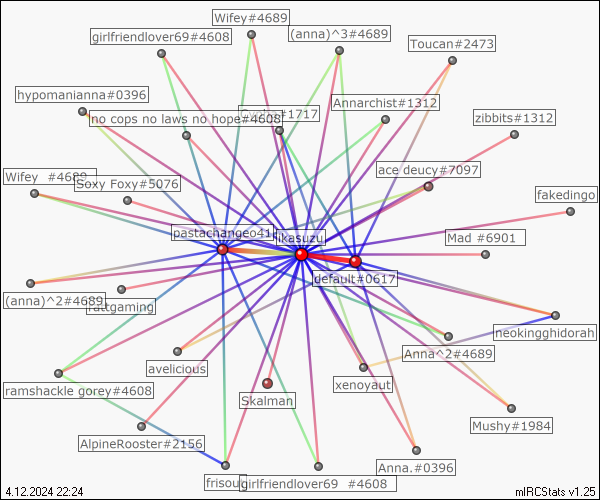 Wifey#4689
girlfriendlover69#4608
(anna)^3#4689
Toucan#2473
hypomanianna#0396
Annarchist#1312
no cops no laws no hope#4608
#1717
zibbits#1312
ace deucy#7097
Wifey #4689
Soxy Foxy#5076
fakedingo
pastachangeo41
ikasuzu
Mad #6901
default#0617
(anna)^2#4689
rattgaming
neokingghidorah
Anna^2#4689
avelicious
xenoyaut
ramshackle gorey#4608
Skalman
Mushy#1984
AlpineRooster#2156
Anna.#0396
frisou
girlfriendlover69 #4608
4.12.2024 22:24
mIRCStats v1.25